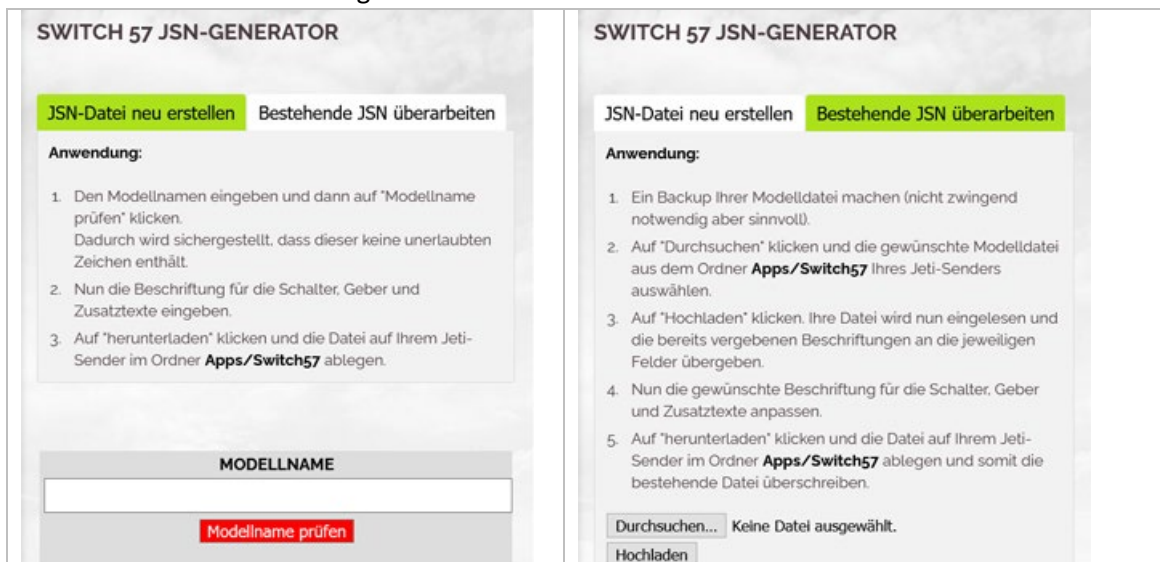 SWITCH 57 JSN-GENERATOR
JSN-Datei neu erstellen Bestehende JSN überarbeiten
Anwendung:
1. Den Modellnamen eingeben und dann auf "Modellname
prüfen" klicken.
Dadurch wird sichergestellt, dass dieser keine unerlaubten
Zeichen enthält.
2. Nun die Beschriftung für die Schalter, Geber und
Zusatztexte eingeben.
3. Auf "herunterladen" klicken und die Datei auf Ihrem Jeti-
Sender im Ordner Apps/Switch57 ablegen.
MODELLNAME
Modellname prüfen
SWITCH 57 JSN-GENERATOR
JSN-Datei neu erstellen Bestehende JSN überarbeiten
Anwendung:
1. Ein Backup Ihrer Modelldatei machen (nicht zwingend
notwendig aber sinnvoll).
2. Auf "Durchsuchen" klicken und die gewünschte Modelldatei
aus dem Ordner Apps/Switch57 Ihres Jeti-Senders
auswählen.
3. Auf "Hochladen" klicken. Ihre Datei wird nun eingelesen und
die bereits vergebenen Beschriftungen an die jeweiligen
Felder übergeben.
4. Nun die gewünschte Beschriftung für die Schalter, Geber
und Zusatztexte anpassen.
5. Auf "herunterladen" klicken und die Datei auf Ihrem Jeti-
Sender im Ordner Apps/Switch57 ablegen und somit die
bestehende Datei überschreiben.
Durchsuchen... Keine Datei ausgewählt.
Hochladen